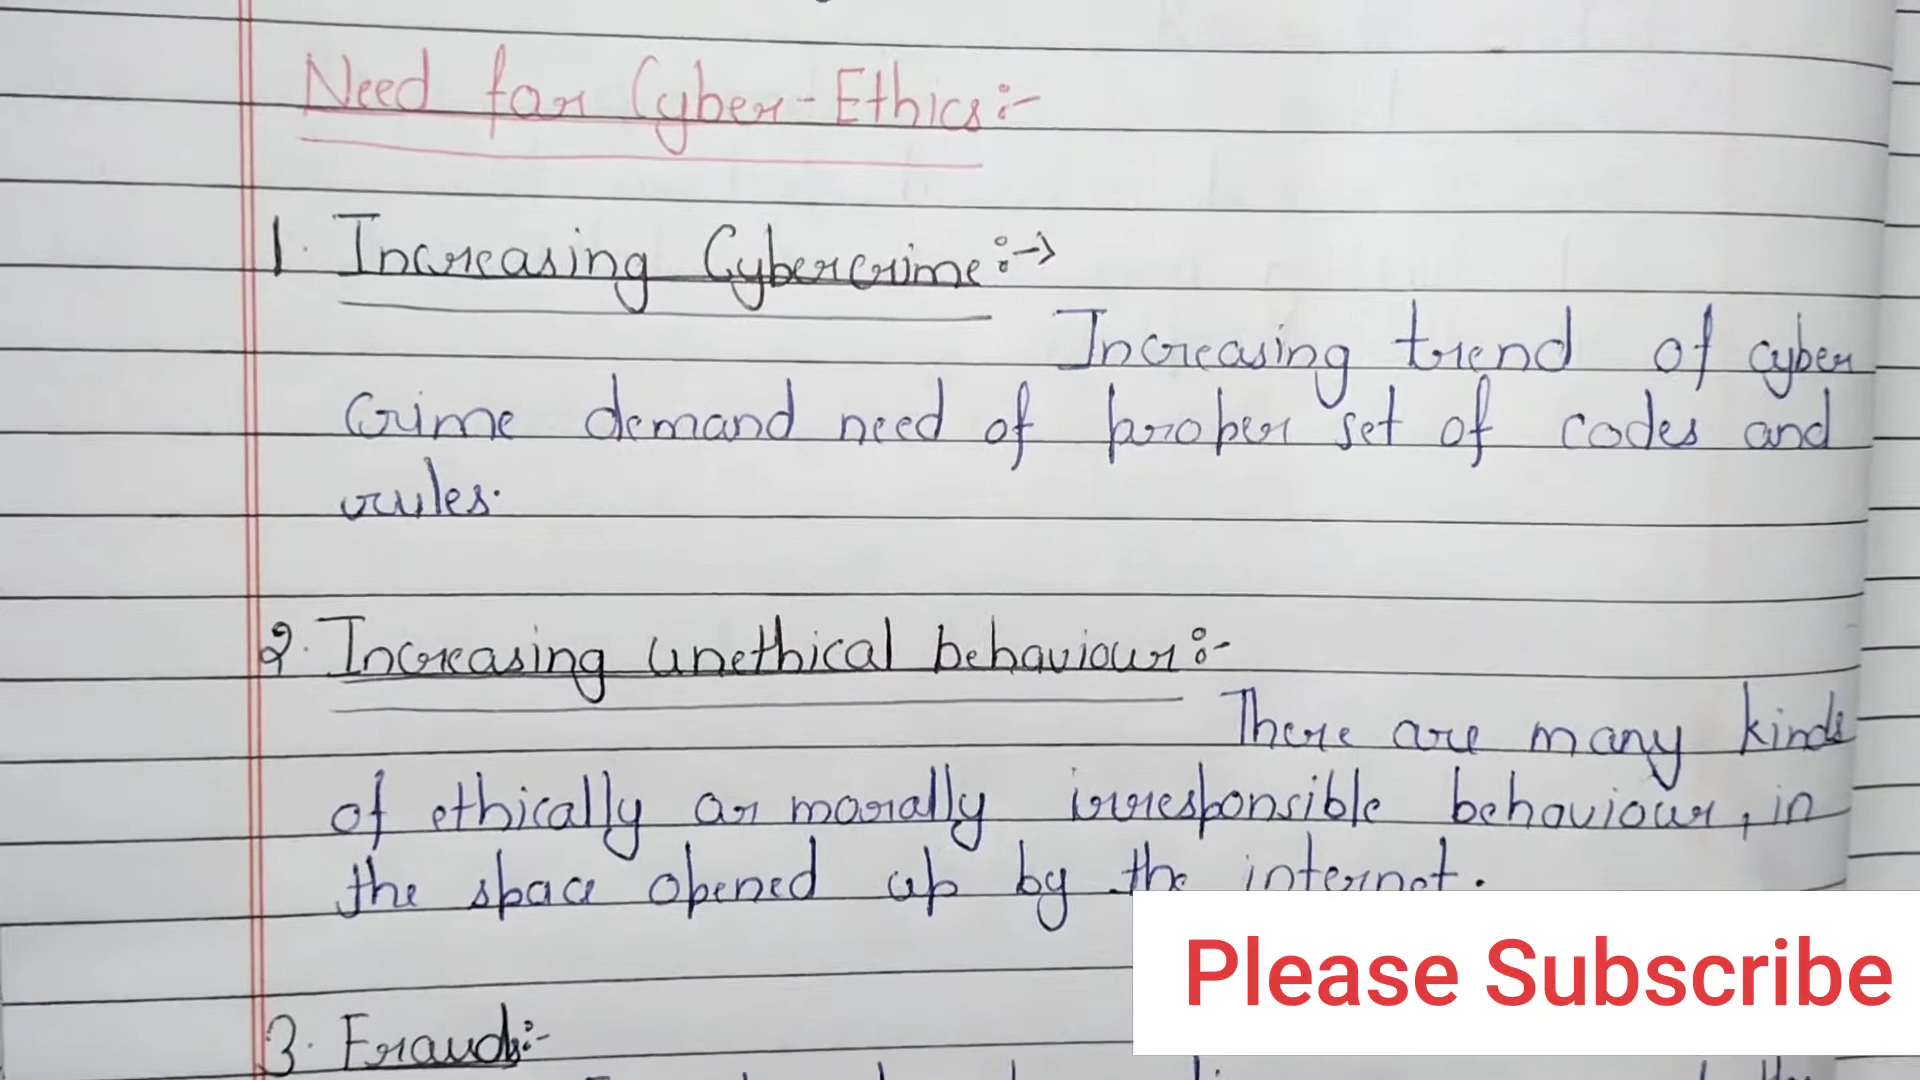 Need for Cyber-Ethics:-
1. Increasing Cybercrime:→
Increasing trend of cyber
crime demand need of proper set of codes and
rules.
2. Increasing unethical behaviour:-
There are many kinds
of ethically or morally irresponsible behaviour, in
the space opened up by the internet.
Please Subscribe
3. Frauds:-